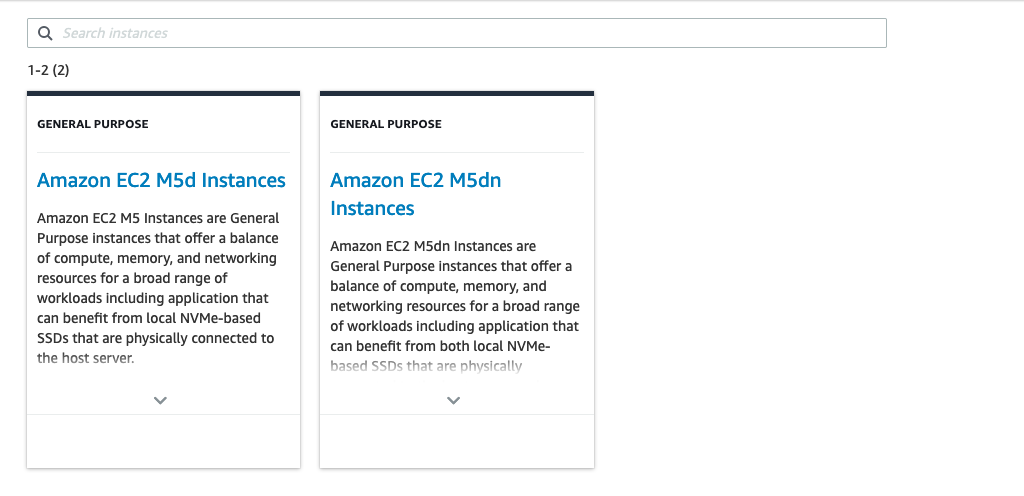 Search instances
1-2 (2)
GENERAL PURPOSE
Amazon EC2 M5d Instances
Amazon EC2 M5 Instances are General
Purpose instances that offer a balance
of compute, memory, and networking
resources for a broad range of
workloads including application that
can benefit from local NVMe-based
SSDs that are physically connected to
the host server.
GENERAL PURPOSE
Amazon EC2 M5dn
Instances
Amazon EC2 M5dn Instances are
General Purpose instances that offer a
balance of compute, memory, and
networking resources for a broad range
of workloads including application that
can benefit from both local NVMe-
based SSDs that are physically